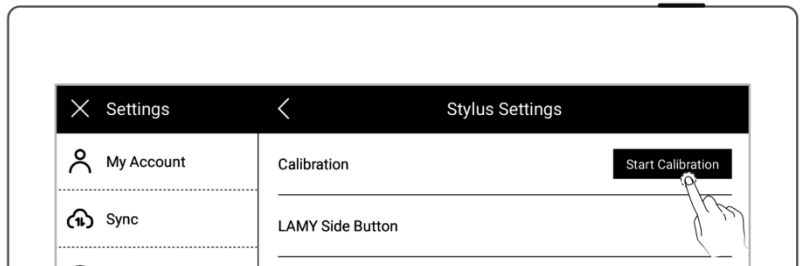 Settings
Stylus Settings
My Account
Calibration
Start Calibration
Sync
LAMY Side Button